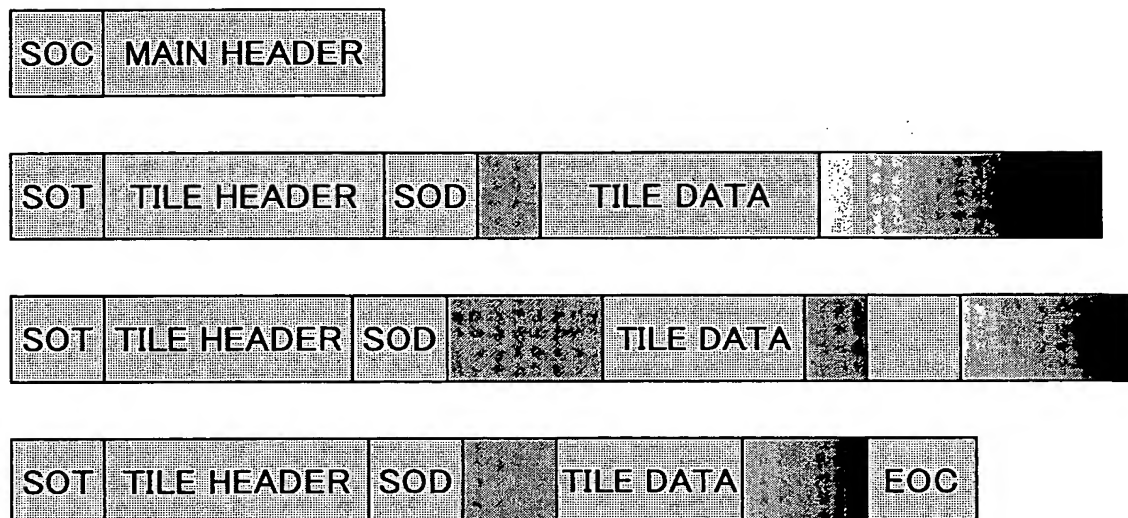 SOC MAIN HEADER
SOT TILE HEADER SOD TILE DATA
SOT TILE HEADER SOD TILE DATA
SOT TILE HEADER SOD TILE DATA EOC